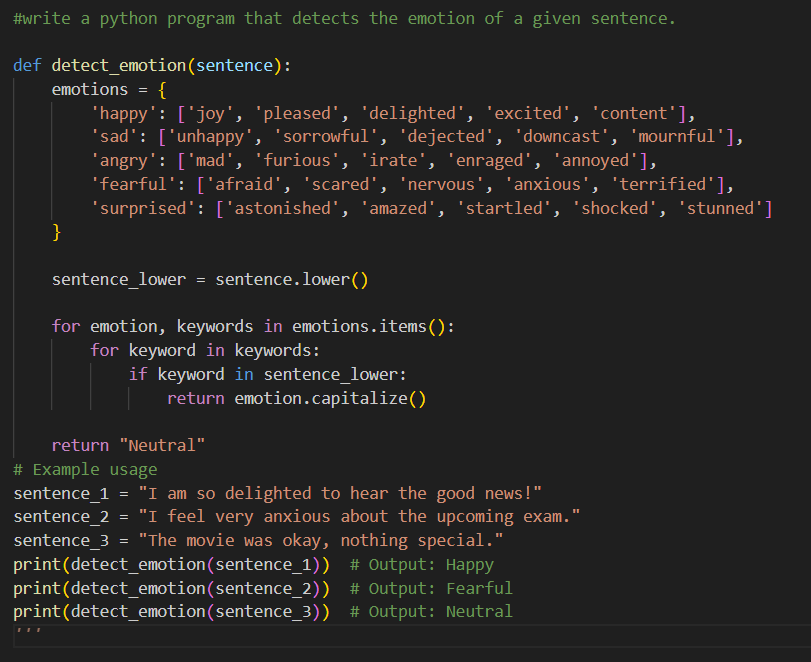 #write a python program that detects the emotion of a given sentence.

def detect_emotion(sentence):
    emotions = {
        'happy': ['joy', 'pleased', 'delighted', 'excited', 'content'],
        'sad': ['unhappy', 'sorrowful', 'dejected', 'downcast', 'mournful'],
        'angry': ['mad', 'furious', 'irate', 'enraged', 'annoyed'],
        'fearful': ['afraid', 'scared', 'nervous', 'anxious', 'terrified'],
        'surprised': ['astonished', 'amazed', 'startled', 'shocked', 'stunned']
    }

    sentence_lower = sentence.lower()

    for emotion, keywords in emotions.items():
        for keyword in keywords:
            if keyword in sentence_lower:
                return emotion.capitalize()

    return "Neutral"
# Example usage
sentence_1 = "I am so delighted to hear the good news!"
sentence_2 = "I feel very anxious about the upcoming exam."
sentence_3 = "The movie was okay, nothing special."
print(detect_emotion(sentence_1))  # Output: Happy
print(detect_emotion(sentence_2))  # Output: Fearful
print(detect_emotion(sentence_3))  # Output: Neutral
'''